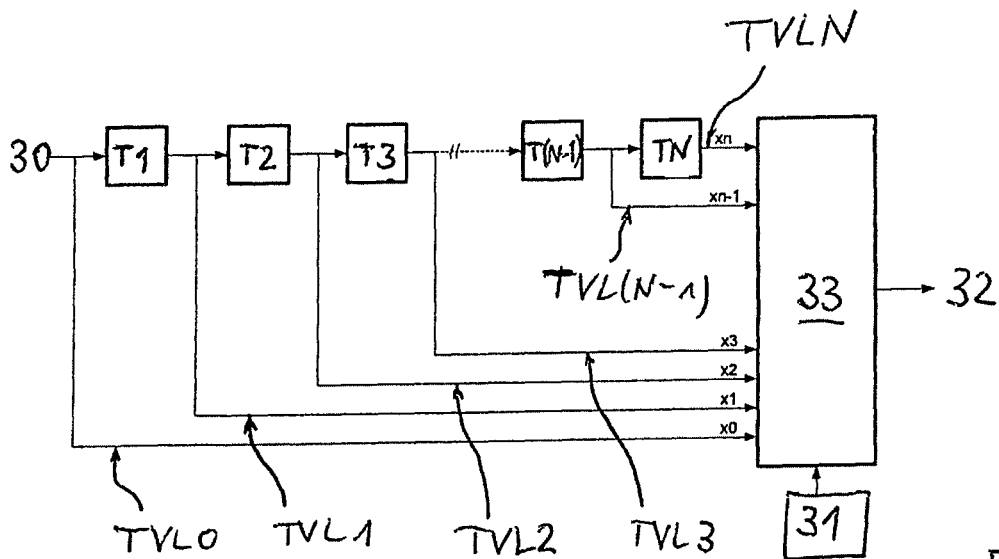 TVLN
30 T1 T2 T3 T(N-1) TN xn
xn-1
TVL(N-1)
33 32
x3
x2
x1
x0
31
TVL0 TVL1 TVL2 TVL3